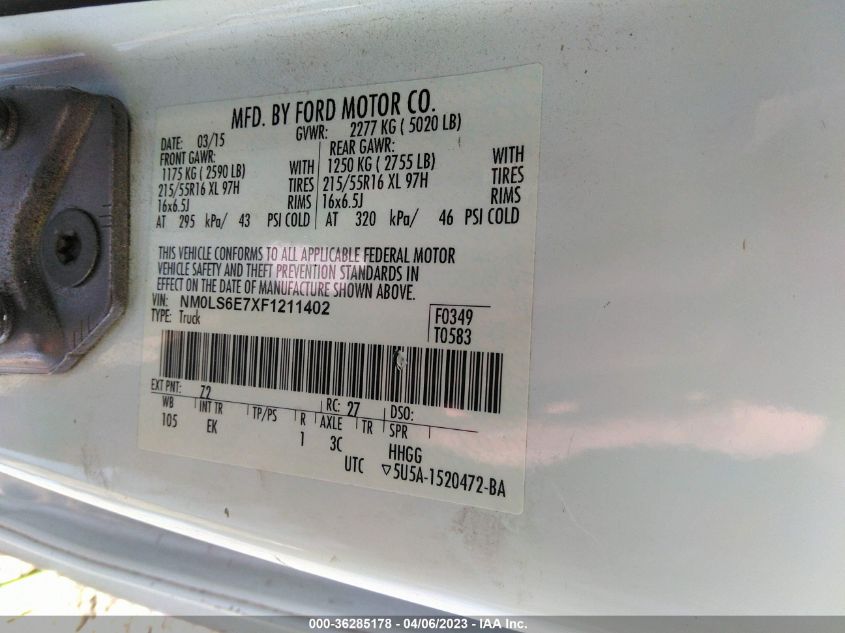 MFD. BY FORD MOTOR CO.
DATE: 03/15 GVWR: 2277 KG ( 5020 LB)
FRONT GAWR: REAR GAWR:
1175 KG ( 2590 LB) WITH 1250 KG ( 2755 LB) WITH
215/55R16 XL 97H TIRES 215/55R16 XL 97H TIRES
16x6.5J RIMS 16x6.5J RIMS
AT 295 kPa/ 43 PSI COLD AT 320 kPa/ 46 PSI COLD
THIS VEHICLE CONFORMS TO ALL APPLICABLE FEDERAL MOTOR
VEHICLE SAFETY AND THEFT PREVENTION STANDARDS IN
EFFECT ON THE DATE OF MANUFACTURE SHOWN ABOVE.
VIN: NM0LS6E7XF1211402
TYPE: Truck
F0349
T0583
EXT PNT: Z2 RC: 27 DSO:
WB INT TR TP/PS R AXLE TR SPR
105 EK 1 3C HHGG
UTC ▽5U5A-1520472-BA
000-36285178 - 04/06/2023 - IAA Inc.